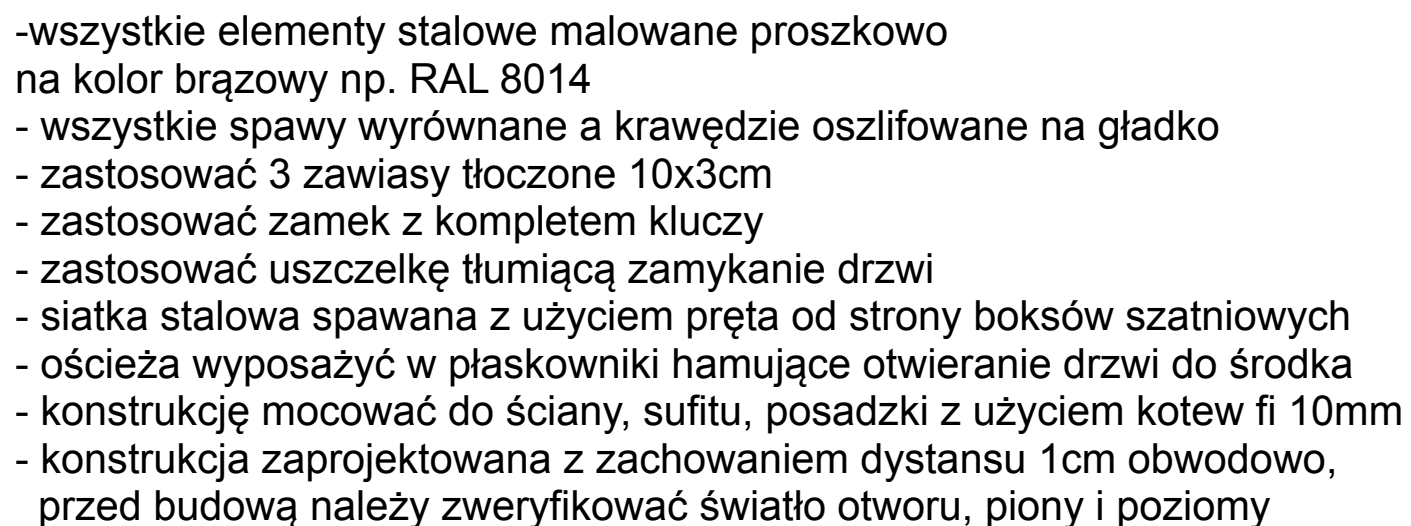 -wszystkie elementy stalowe malowane proszkowo
na kolor brązowy np. RAL 8014
- wszystkie spawy wyrównane a krawędzie oszlifowane na gładko
- zastosować 3 zawiasy tłoczone 10x3cm
- zastosować zamek z kompletem kluczy
- zastosować uszczelkę tłumiącą zamykanie drzwi
- siatka stalowa spawana z użyciem pręta od strony boksów szatniowych
- ościeża wyposażyć w płaskowniki hamujące otwieranie drzwi do środka
- konstrukcję mocować do ściany, sufitu, posadzki z użyciem kotew fi 10mm
- konstrukcja zaprojektowana z zachowaniem dystansu 1cm obwodowo,
przed budową należy zweryfikować światło otworu, piony i poziomy